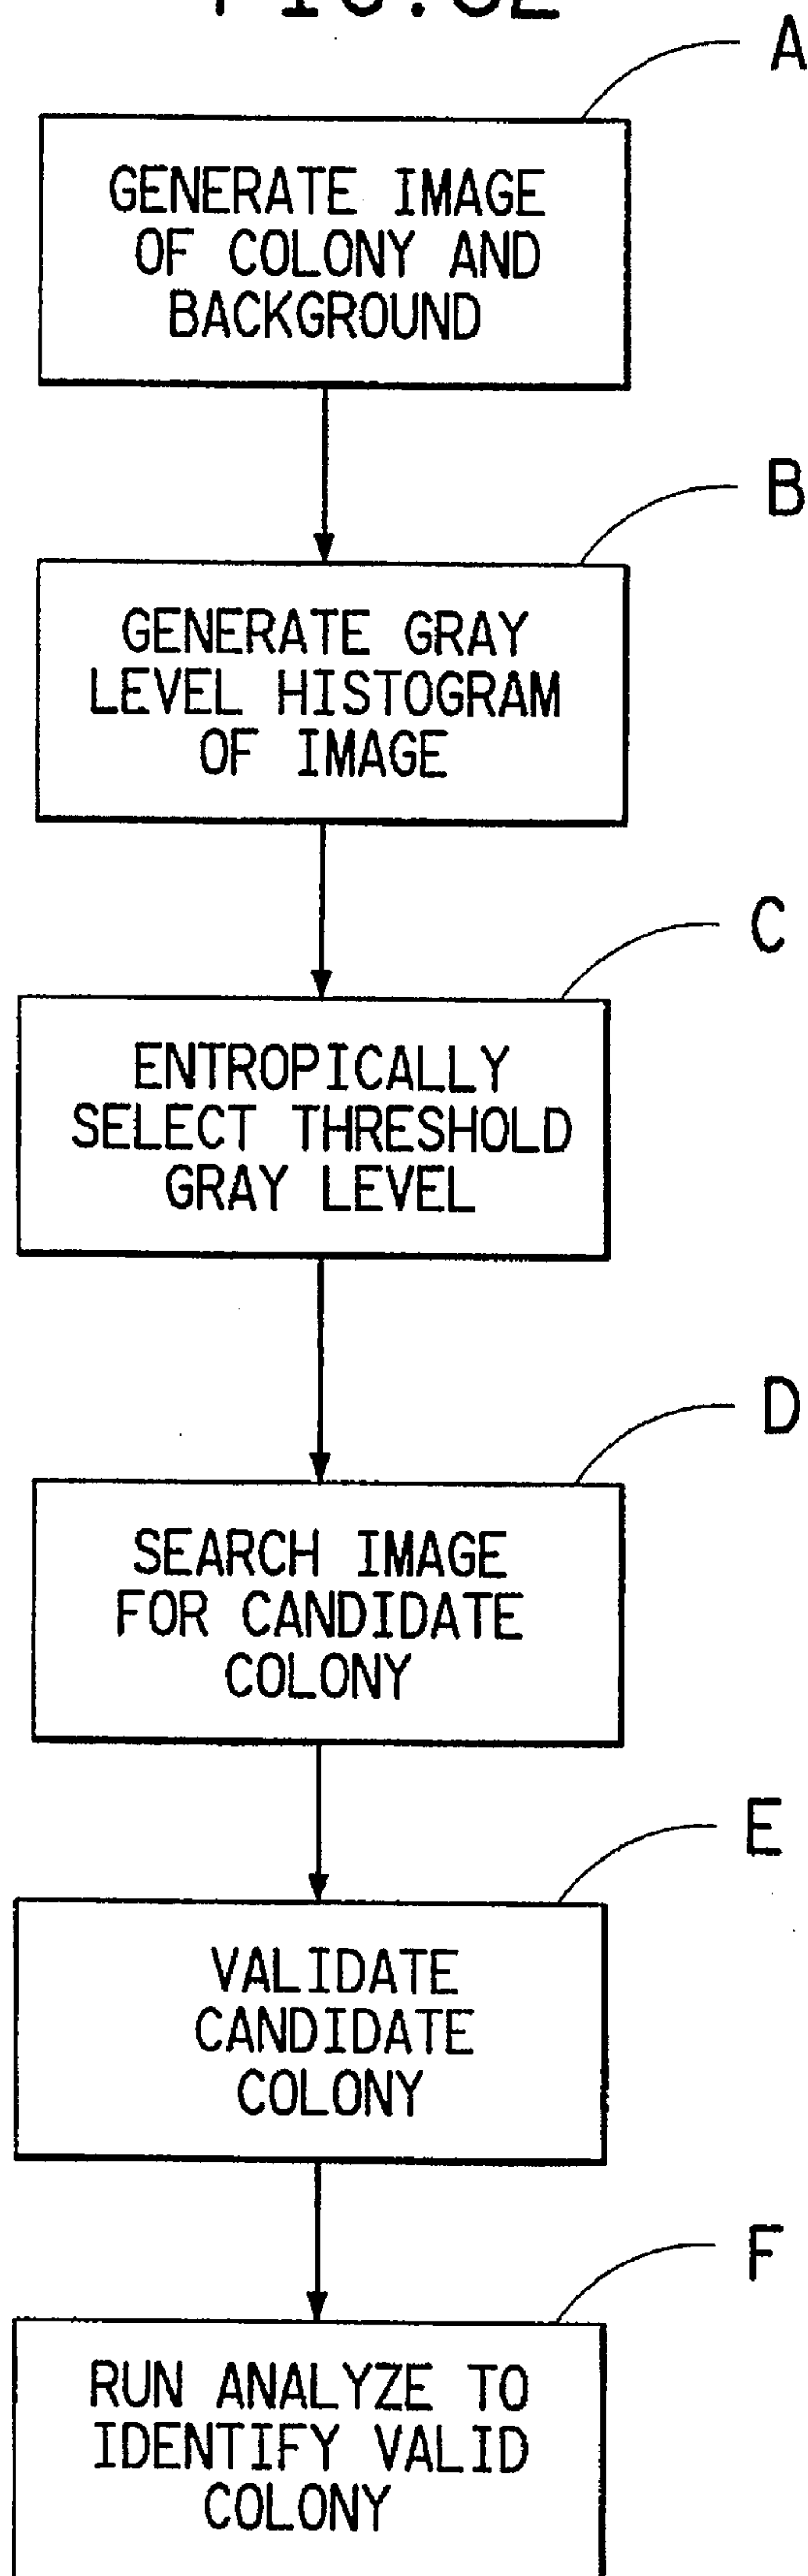 A
GENERATE IMAGE
OF COLONY AND
BACKGROUND
B
GENERATE GRAY
LEVEL HISTOGRAM
OF IMAGE
C
ENTROPICALLY
SELECT THRESHOLD
GRAY LEVEL
D
SEARCH IMAGE
FOR CANDIDATE
COLONY
E
VALIDATE
CANDIDATE
COLONY
F
RUN ANALYZE TO
IDENTIFY VALID
COLONY